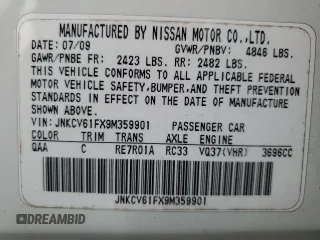 MANUFACTURED BY NISSAN MOTOR CO.,LTD.
DATE: 07/09 GVWR/PNBV: 4846 LBS.
GAWR/PNBE FR: 2423 LBS. RR: 2482 LBS.
THIS VEHICLE CONFORMS TO ALL APPLICABLE FEDERAL
MOTOR VEHICLE SAFETY,BUMPER,AND THEFT PREVENTION
STANDARDS IN EFFECT ON THE DATE OF MANUFACTURE
SHOWN ABOVE.
VIN: JNKCV61FX9M359901 PASSENGER CAR
COLOR TRIM TRANS AXLE ENGINE
QAA C RE7R01A RC33 VQ37(VHR) 3696CC
JNKCV61FX9M359901
DREAMBID